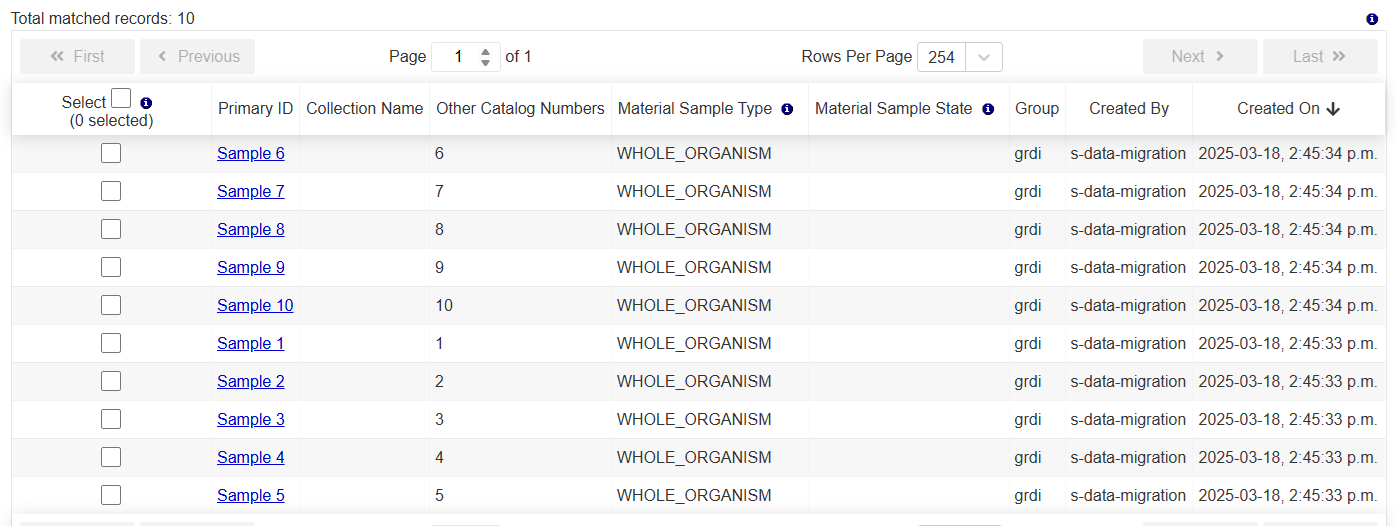 Total matched records: 10
First Previous Page 1 of 1 Rows Per Page 254 Next Last
Select (0 selected) Primary ID Collection Name Other Catalog Numbers Material Sample Type Material Sample State Group Created By Created On
Sample 6 6 WHOLE_ORGANISM grdi s-data-migration 2025-03-18, 2:45:34 p.m.
Sample 7 7 WHOLE_ORGANISM grdi s-data-migration 2025-03-18, 2:45:34 p.m.
Sample 8 8 WHOLE_ORGANISM grdi s-data-migration 2025-03-18, 2:45:34 p.m.
Sample 9 9 WHOLE_ORGANISM grdi s-data-migration 2025-03-18, 2:45:34 p.m.
Sample 10 10 WHOLE_ORGANISM grdi s-data-migration 2025-03-18, 2:45:34 p.m.
Sample 1 1 WHOLE_ORGANISM grdi s-data-migration 2025-03-18, 2:45:33 p.m.
Sample 2 2 WHOLE_ORGANISM grdi s-data-migration 2025-03-18, 2:45:33 p.m.
Sample 3 3 WHOLE_ORGANISM grdi s-data-migration 2025-03-18, 2:45:33 p.m.
Sample 4 4 WHOLE_ORGANISM grdi s-data-migration 2025-03-18, 2:45:33 p.m.
Sample 5 5 WHOLE_ORGANISM grdi s-data-migration 2025-03-18, 2:45:33 p.m.